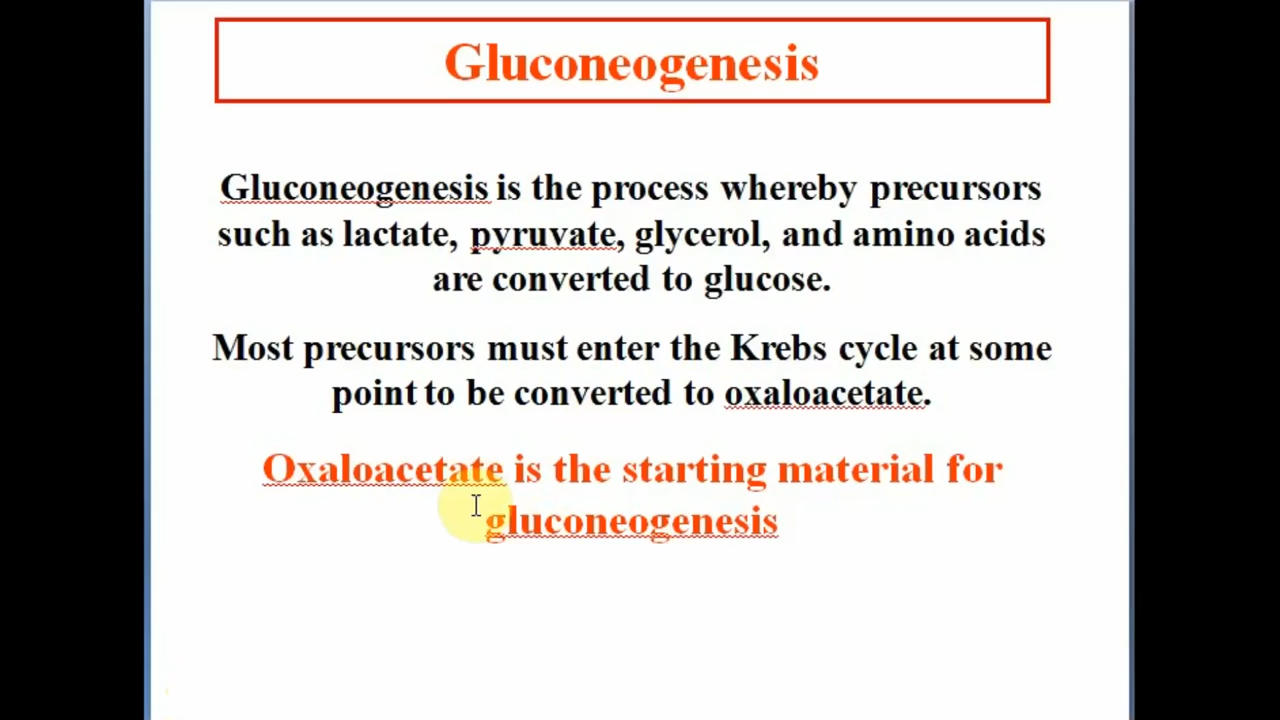 Gluconeogenesis
Gluconeogenesis is the process whereby precursors
such as lactate, pyruvate, glycerol, and amino acids
are converted to glucose.
Most precursors must enter the Krebs cycle at some
point to be converted to oxaloacetate.
Oxaloacetate is the starting material for
gluconeogenesis